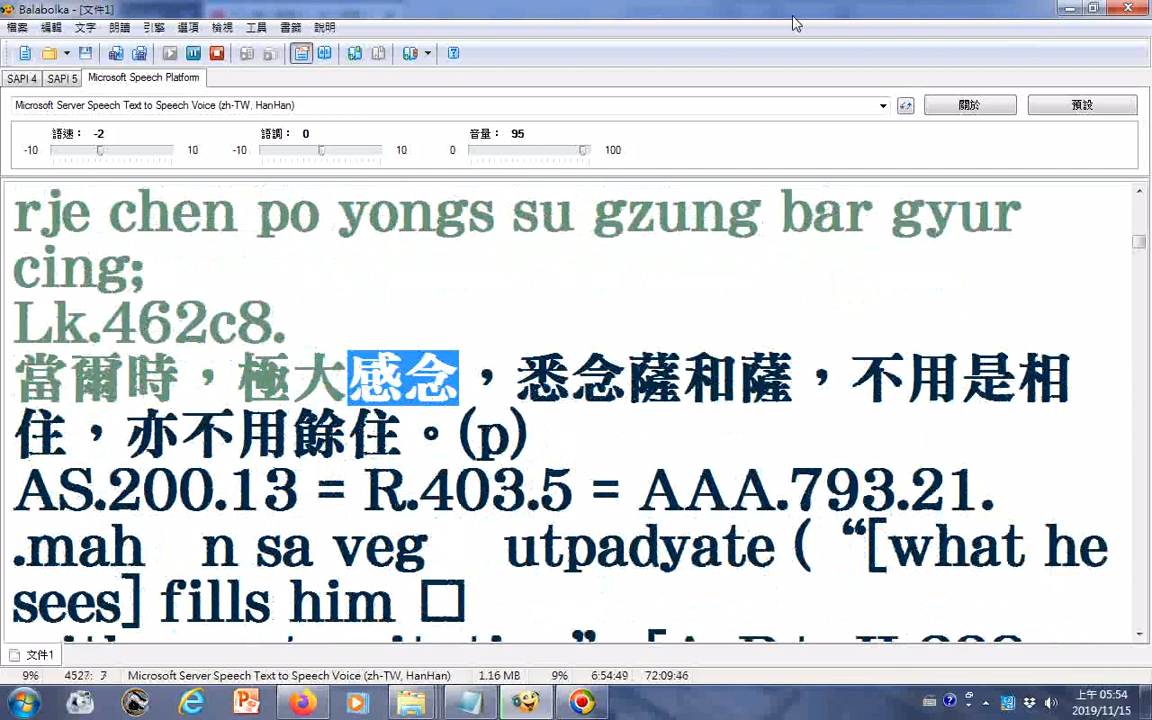 Balabolka - [文件1]
檔案 編輯 文字 朗讀 引擎 選項 檢視 工具 書籤 說明
SAPI 4 SAPI 5 Microsoft Speech Platform
Microsoft Server Speech Text to Speech Voice (zh-TW, HanHan) 關於 預設
語速： -2 語調： 0 音量： 95
-10 10 -10 10 0 100
rje chen po yongs su gzung bar gyur
cing;
Lk.462c8.
當爾時，極大感念，悉念薩和薩，不用是相
住，亦不用餘住。(p)
AS.200.13 = R.403.5 = AAA.793.21.
.mah n sa veg utpadyate ( “[what he
sees] fills him □
文件1
9% 4527: 7 Microsoft Server Speech Text to Speech Voice (zh-TW, HanHan) 1.16 MB 9% 6:54:49 72:09:46
上午 05:54
2019/11/15